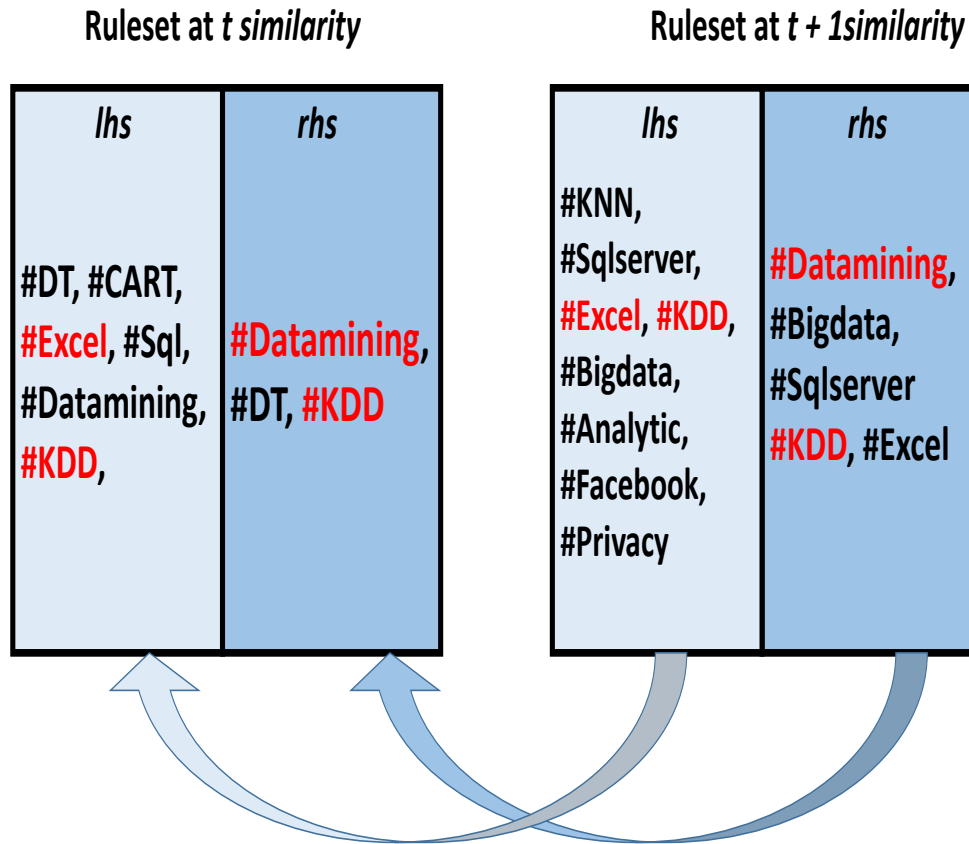 Ruleset at t similarity
lhs
rhs
#DT, #CART,
#Excel, #Sql,
#Datamining,
#KDD,
#Datamining,
#DT, #KDD
Ruleset at t + 1similarity
lhs
rhs
#KNN,
#Sqlserver,
#Excel, #KDD,
#Bigdata,
#Analytic,
#Facebook,
#Privacy
#Datamining,
#Bigdata,
#Sqlserver
#KDD, #Excel